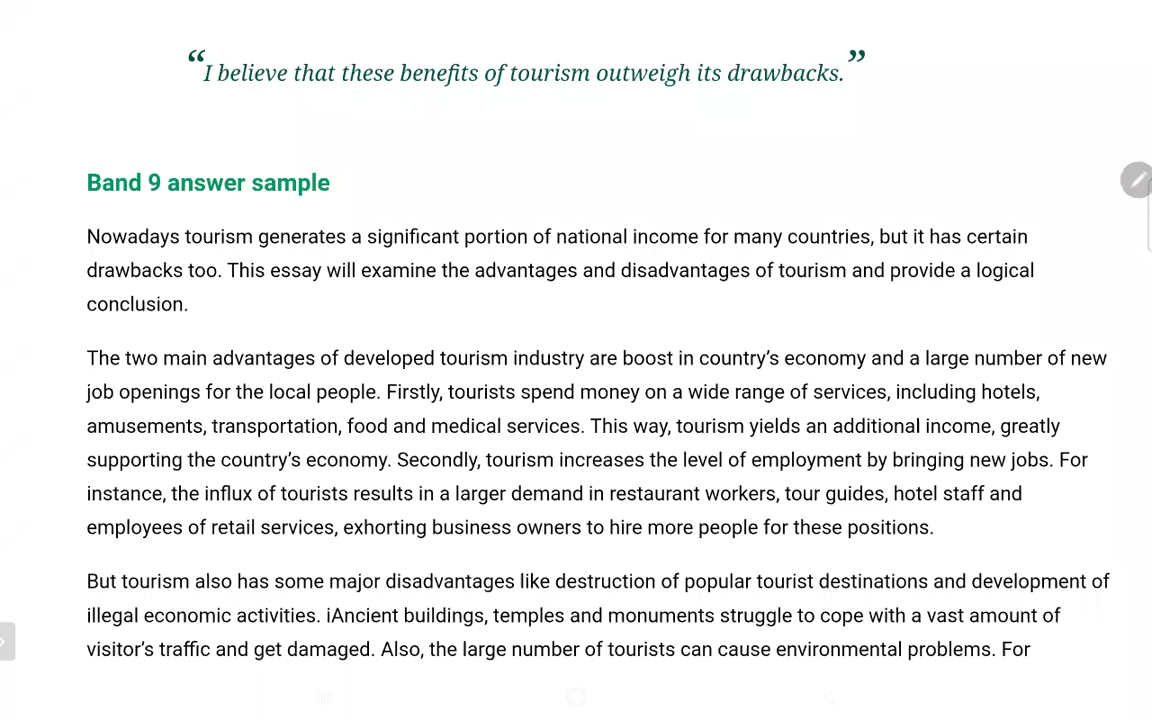 “I believe that these benefits of tourism outweigh its drawbacks.”
Band 9 answer sample
Nowadays tourism generates a significant portion of national income for many countries, but it has certain
drawbacks too. This essay will examine the advantages and disadvantages of tourism and provide a logical
conclusion.
The two main advantages of developed tourism industry are boost in country’s economy and a large number of new
job openings for the local people. Firstly, tourists spend money on a wide range of services, including hotels,
amusements, transportation, food and medical services. This way, tourism yields an additional income, greatly
supporting the country’s economy. Secondly, tourism increases the level of employment by bringing new jobs. For
instance, the influx of tourists results in a larger demand in restaurant workers, tour guides, hotel staff and
employees of retail services, exhorting business owners to hire more people for these positions.
But tourism also has some major disadvantages like destruction of popular tourist destinations and development of
illegal economic activities. iAncient buildings, temples and monuments struggle to cope with a vast amount of
visitor’s traffic and get damaged. Also, the large number of tourists can cause environmental problems. For